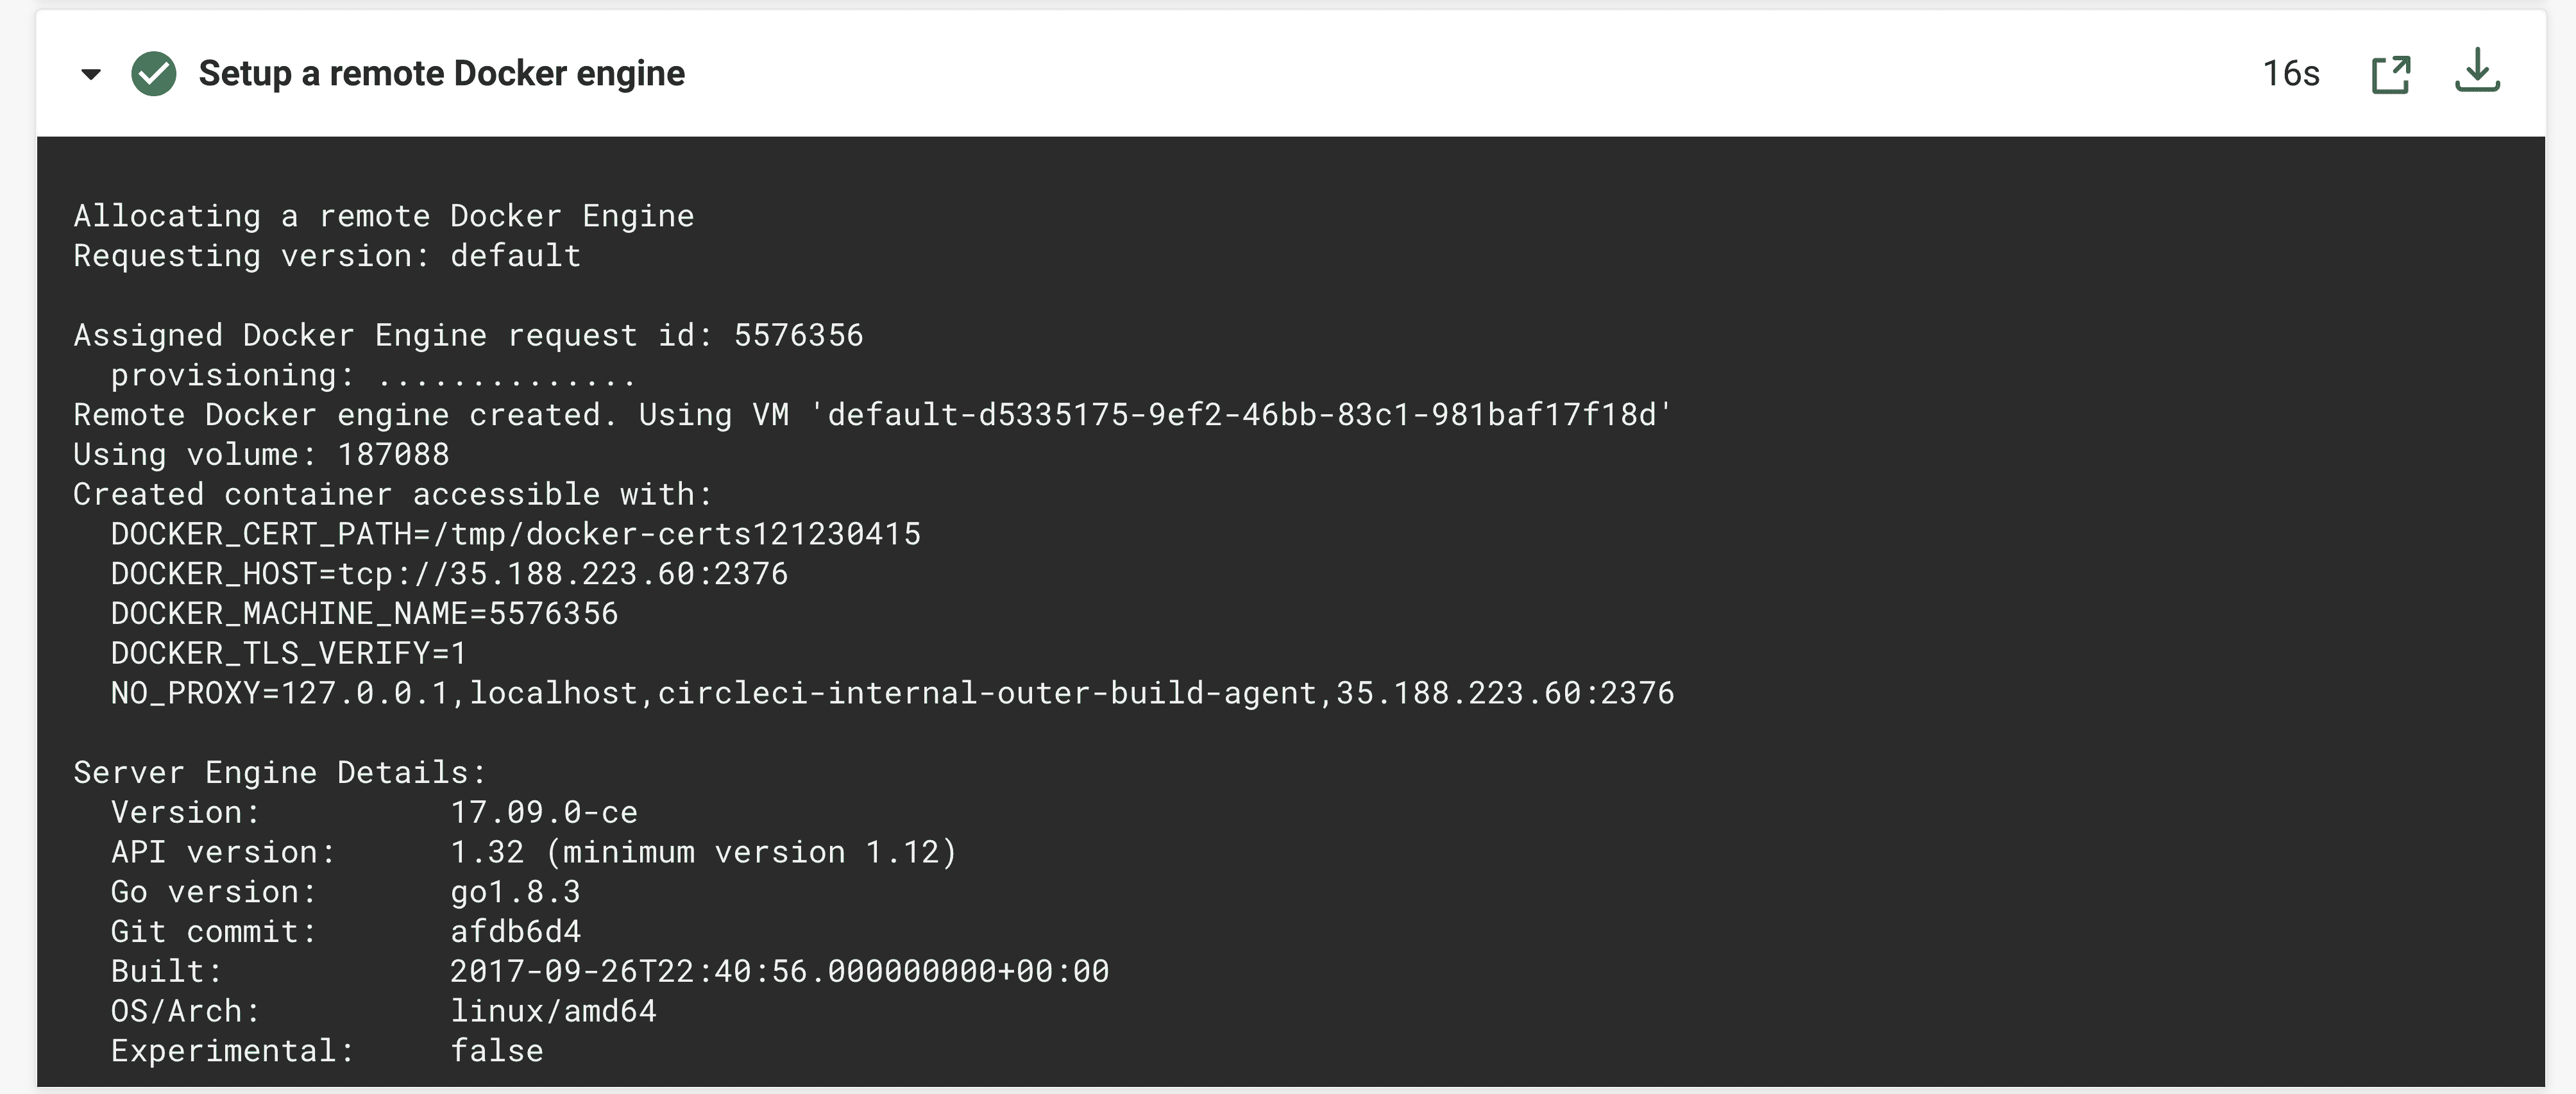 Setup a remote Docker engine
16s
Allocating a remote Docker Engine
Requesting version: default
Assigned Docker Engine request id: 5576356
provisioning: ..............
Remote Docker engine created. Using VM 'default-d5335175-9ef2-46bb-83c1-981baf17f18d'
Using volume: 187088
Created container accessible with:
DOCKER_CERT_PATH=/tmp/docker-certs121230415
DOCKER_HOST=tcp://35.188.223.60:2376
DOCKER_MACHINE_NAME=5576356
DOCKER_TLS_VERIFY=1
NO_PROXY=127.0.0.1,localhost,circleci-internal-outer-build-agent,35.188.223.60:2376
Server Engine Details:
Version: 17.09.0-ce
API version: 1.32 (minimum version 1.12)
Go version: go1.8.3
Git commit: afdb6d4
Built: 2017-09-26T22:40:56.000000000+00:00
OS/Arch: linux/amd64
Experimental: false